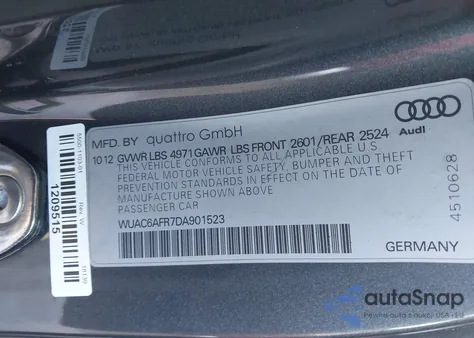 MFD. BY quattro GmbH
Audi
10 12 GVWR LBS 4971 GAWR LBS FRONT 2601/REAR 2524
THIS VEHICLE CONFORMS TO ALL APPLICABLE U.S.
FEDERAL MOTOR VEHICLE SAFETY, BUMPER AND THEFT
PREVENTION STANDARDS IN EFFECT ON THE DATE OF
MANUFACTURE SHOWN ABOVE
PASSENGER CAR
WUAC6AFR7DA901523
GERMANY
4510628
1209515
autoSnap